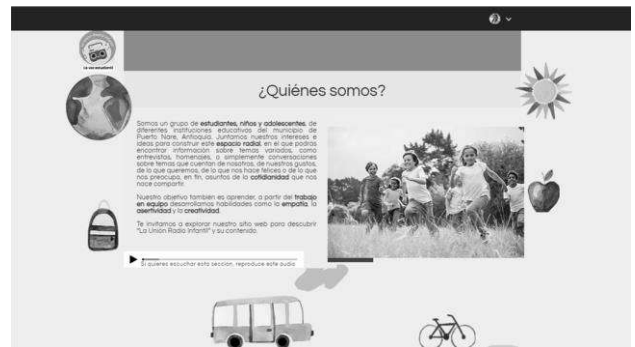 La voz estudiantil
¿Quiénes somos?
Somos un grupo de estudiantes, niños y adolescentes, de
diferentes instituciones educativas del municipio de
Puerto Nare, Antioquia. Juntamos nuestros intereses e
ideas para construir este espacio radial, en el que podrás
encontrar información sobre temas variados, como
entrevistas, homenajes, o simplemente conversaciones
sobre temas que cuentan de nosotros, de nuestros gustos,
de lo que queremos, de lo que nos hace felices o de lo que
nos preocupa, en fin, asuntos de la cotidianidad que nos
hace compartir.
Nuestro objetivo también es aprender, a partir del trabajo
en equipo desarrollamos habilidades como la empatía, la
asertividad y la creatividad.
Te invitamos a explorar nuestro sitio web para descubrir
"La Unión Radio Infantil" y su contenido.
Si quieres escuchar esta sección, reproduce este audio